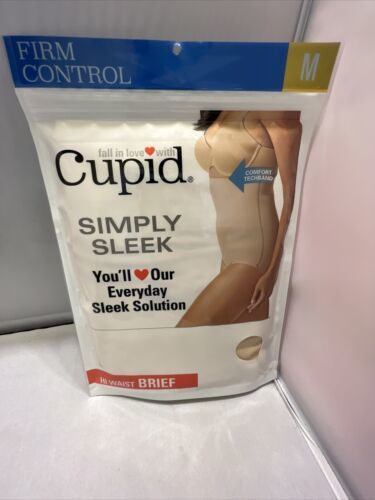 FIRM
CONTROL
M
fall in love with
Cupid®
COMFORT
TECHBAND
SIMPLY
SLEEK
You'll ❤ Our
Everyday
Sleek Solution
HI WAIST BRIEF